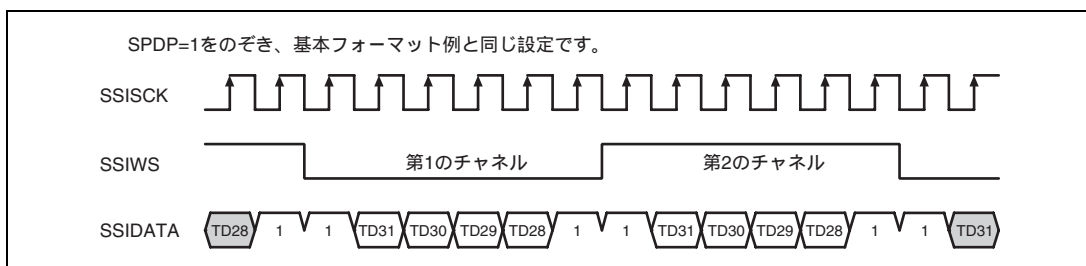 SPDP=1をのぞき、基本フォーマット例と同じ設定です。
SSISCK
SSIWS 第1のチャネル 第2のチャネル
SSIDATA TD28 1 1 TD31 TD30 TD29 TD28 1 1 TD31 TD30 TD29 TD28 1 1 TD31